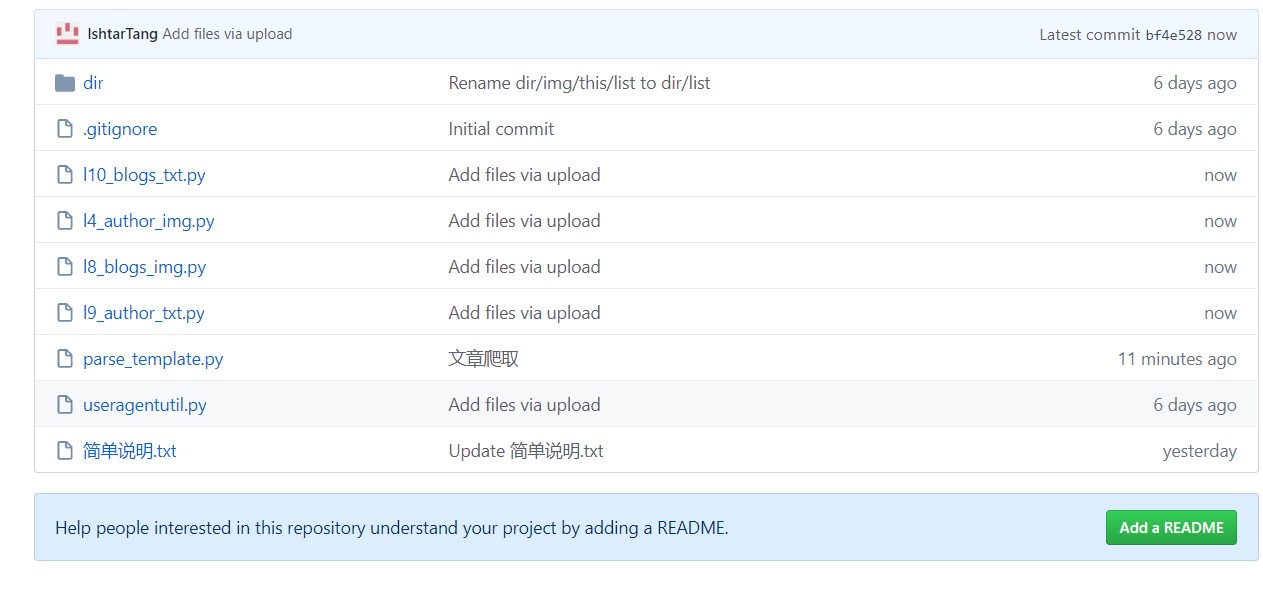 IshtarTang Add files via upload Latest commit bf4e528 now
dir Rename dir/img/this/list to dir/list 6 days ago
.gitignore Initial commit 6 days ago
l10_blogs_txt.py Add files via upload now
l4_author_img.py Add files via upload now
l8_blogs_img.py Add files via upload now
l9_author_txt.py Add files via upload now
parse_template.py 文章爬取 11 minutes ago
useragentutil.py Add files via upload 6 days ago
简单说明.txt Update 简单说明.txt yesterday
Help people interested in this repository understand your project by adding a README. Add a README